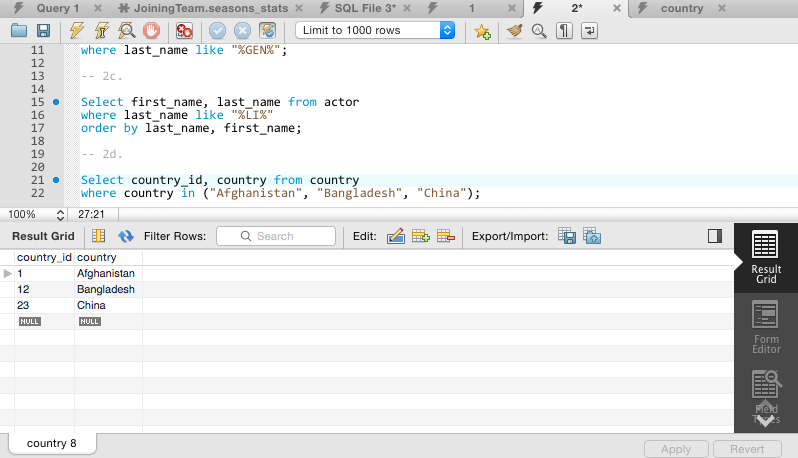 Query 1 JoiningTeam.seasons_stats SQL File 3* 1 2* country
Limit to 1000 rows
11 where last_name like "%GEN%";
12
13 -- 2c.
14
15 Select first_name, last_name from actor
16 where last_name like "%LI%"
17 order by last_name, first_name;
18
19 -- 2d.
20
21 Select country_id, country from country
22 where country in ("Afghanistan", "Bangladesh", "China");
100% 27:21
Result Grid Filter Rows: Search Edit: Export/Import:
country_id country
1 Afghanistan
12 Bangladesh
23 China
NULL NULL
Result
Grid
Form
Editor
Field
Types
country 8
Apply Revert